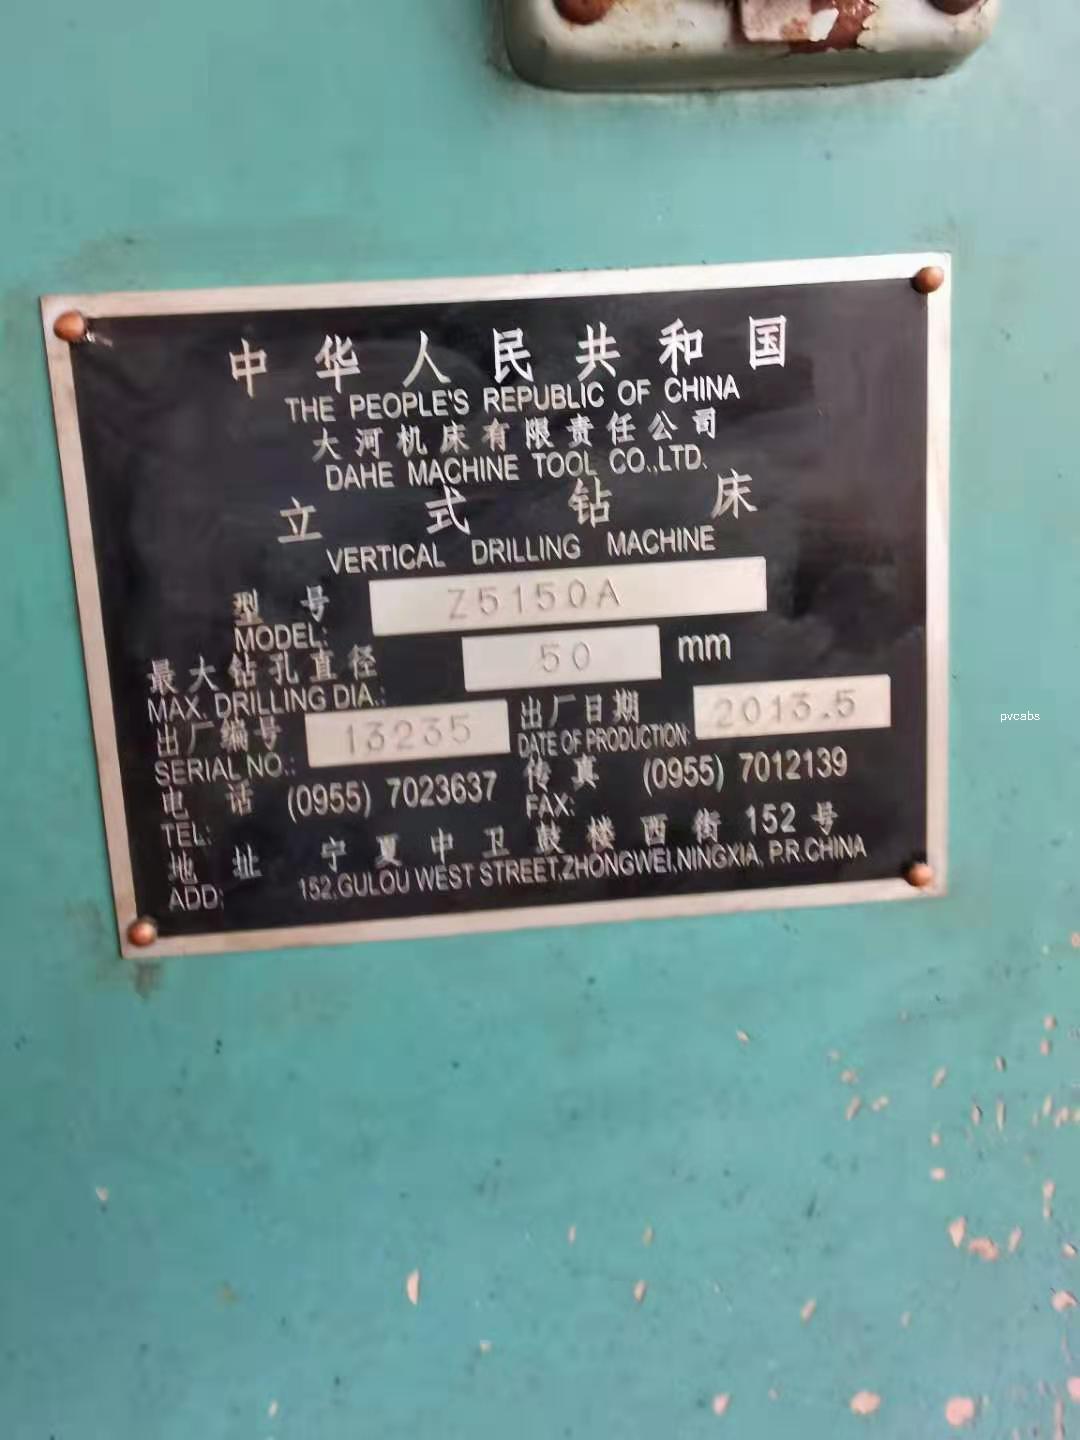 中华人民共和国
THE PEOPLE'S REPUBLIC OF CHINA
大河机床有限责任公司
DAHE MACHINE TOOL CO.,LTD.
立式钻床
VERTICAL DRILLING MACHINE
型号 Z5150A
MODEL:
最大钻孔直径 50 mm
MAX. DRILLING DIA.:
出厂编号 13235 出厂日期 2013.5
SERIAL NO.: DATE OF PRODUCTION:
电话 (0955) 7023637 传真 (0955) 7012139
TEL: FAX:
地址 宁夏中卫鼓楼西街152号
ADD; 152,GULOU WEST STREET,ZHONGWEI,NINGXIA, P.R.CHINA
pvcabs